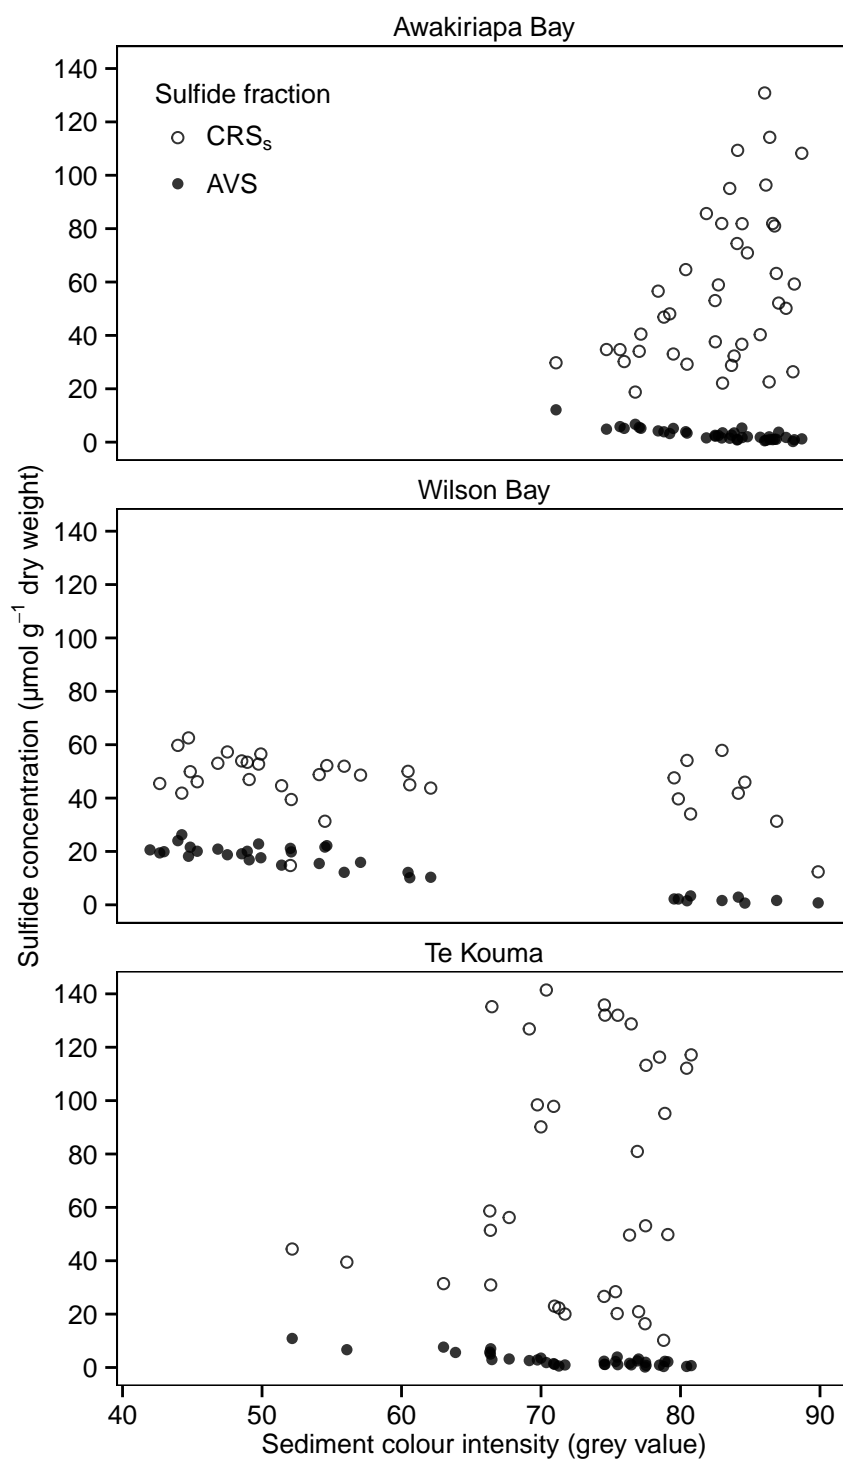 Awakiriapa Bay
140
120
100
80
60
40
20
0
Sulfide fraction
CRSₛ
AVS
Wilson Bay
140
120
100
80
60
40
20
0
Sulfide concentration (µmol g⁻¹ dry weight)
Te Kouma
140
120
100
80
60
40
20
0
40 50 60 70 80 90
Sediment colour intensity (grey value)